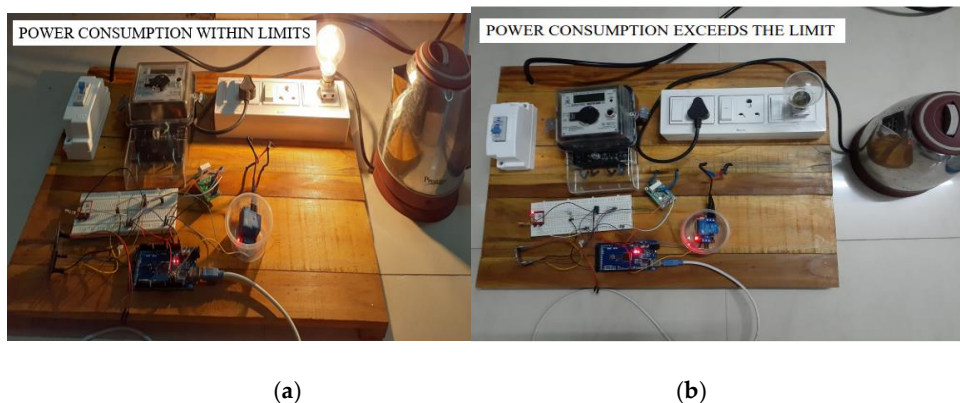 POWER CONSUMPTION WITHIN LIMITS
POWER CONSUMPTION EXCEEDS THE LIMIT
(a)
(b)